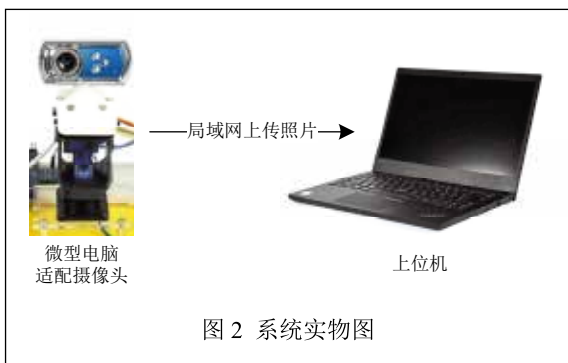 局域网上传照片
微型电脑
适配摄像头
上位机
图 2 系统实物图